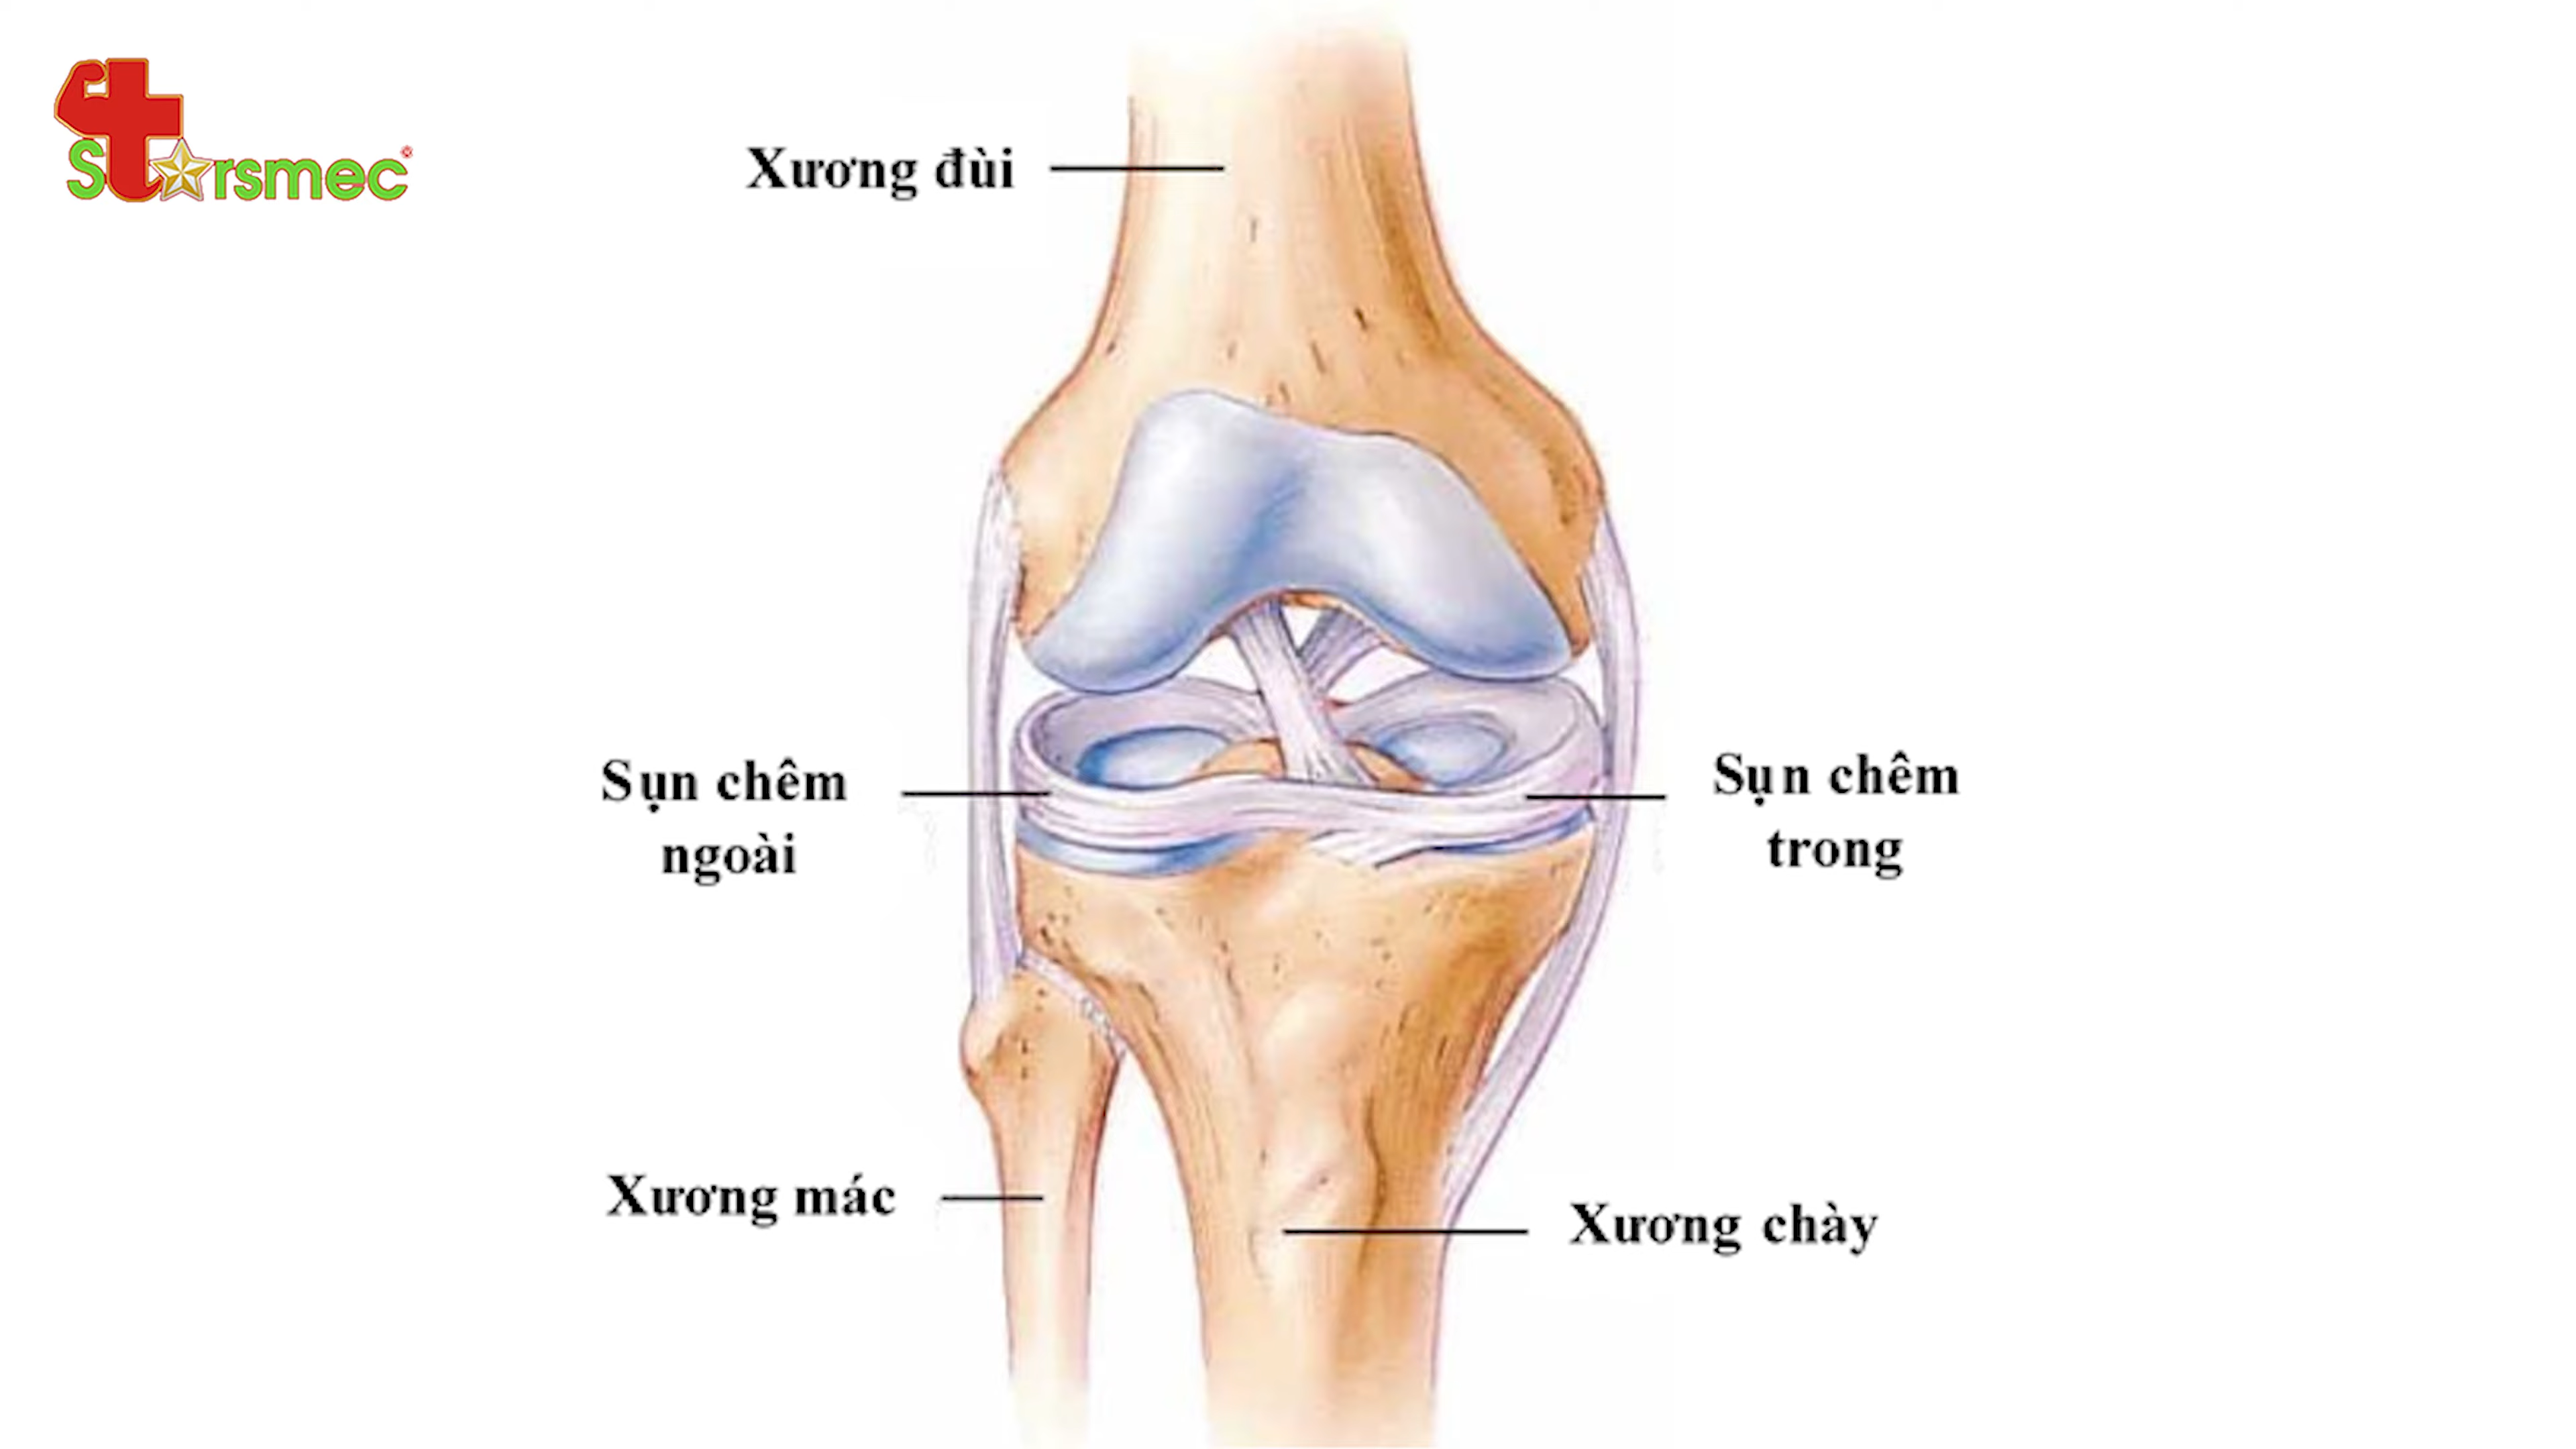 Starsmec®
Xương đùi
Sụn chêm
ngoài
Sụn chêm
trong
Xương mác
Xương chày